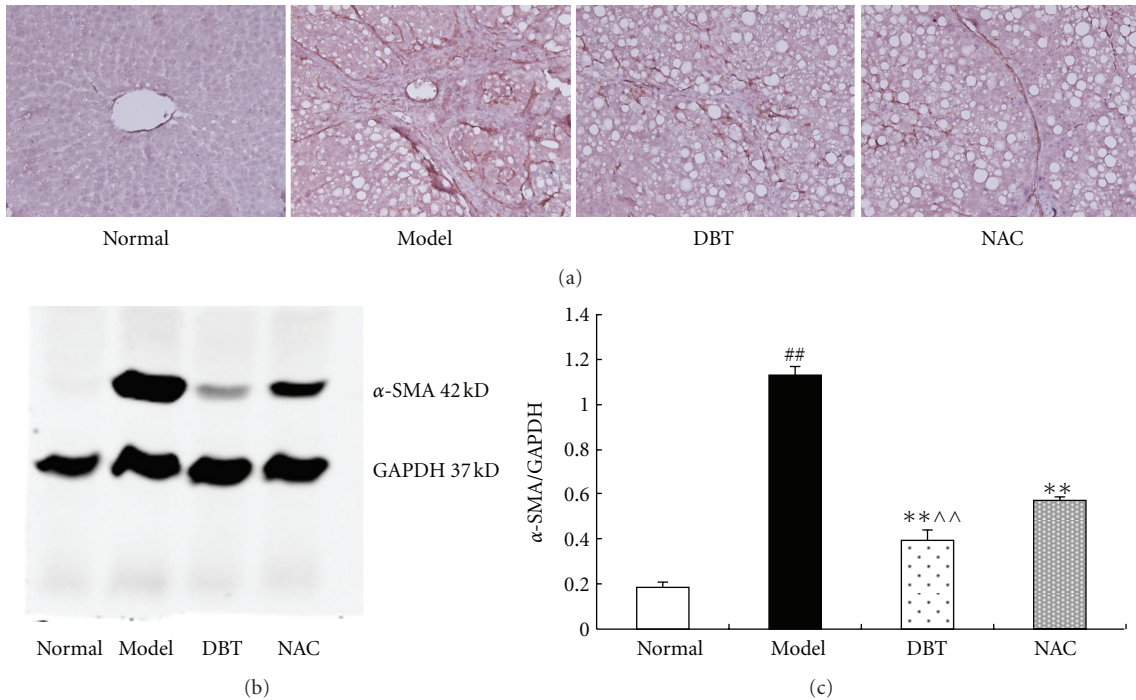 Normal
Model
DBT
NAC
(a)
α-SMA 42 kD
GAPDH 37 kD
Normal Model DBT NAC
(b)
α-SMA/GAPDH
1.4
1.2
1
0.8
0.6
0.4
0.2
0
##
**^^
**
Normal
Model
DBT
NAC
(c)